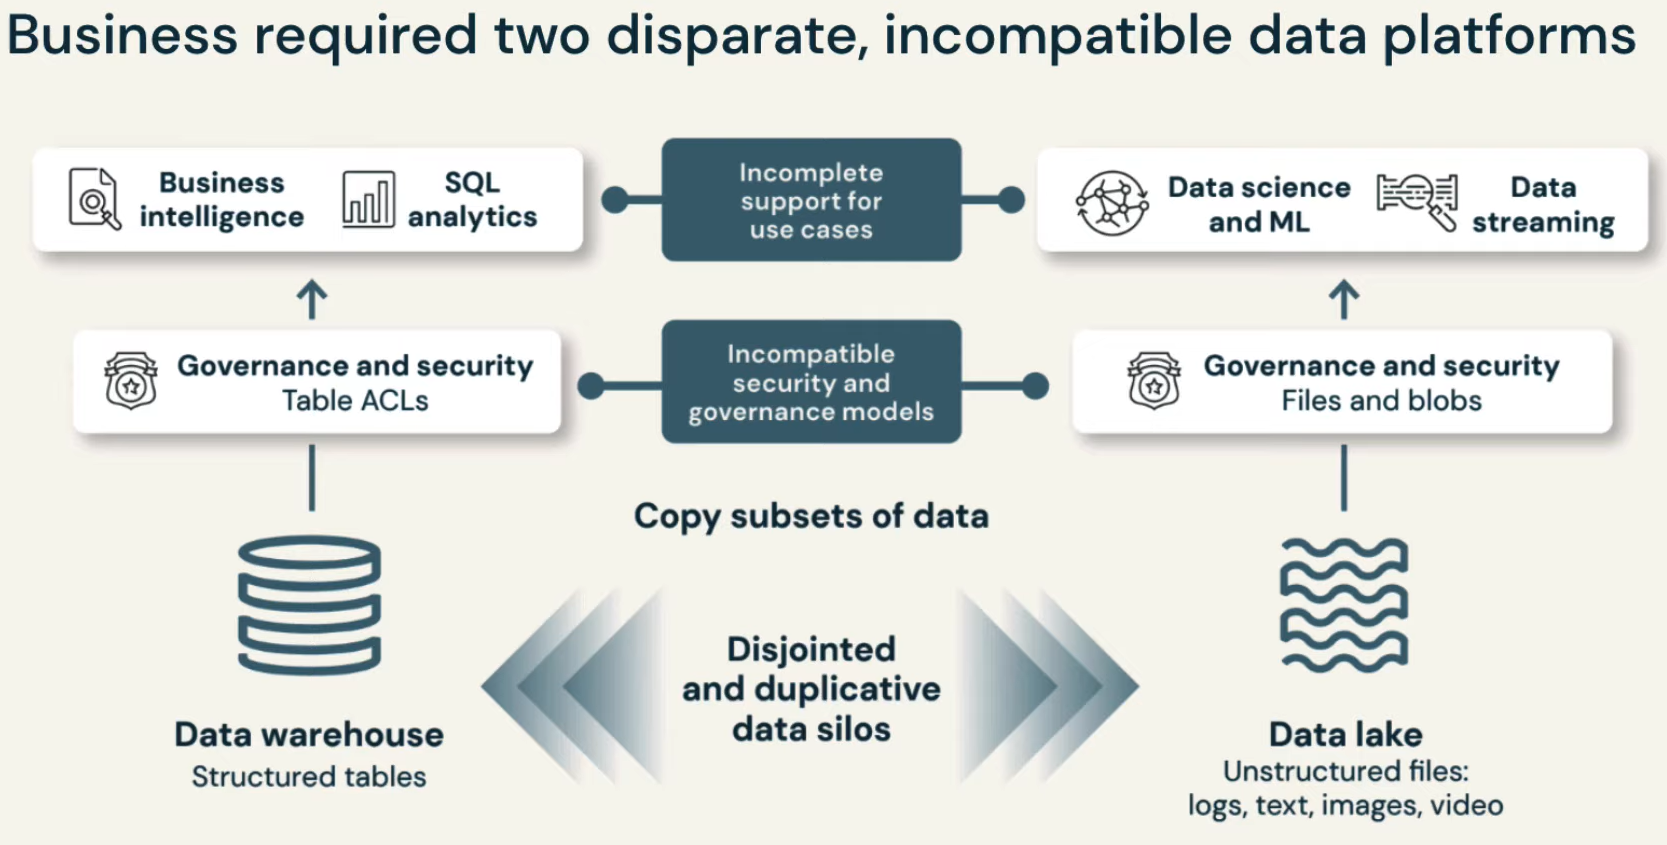 Business required two disparate, incompatible data platforms
Business
intelligence
SQL
analytics
Incomplete
support for
use cases
Data science
and ML
Data
streaming
Governance and security
Table ACLs
Incompatible
security and
governance models
Governance and security
Files and blobs
Copy subsets of data
Disjointed
and duplicative
data silos
Data warehouse
Structured tables
Data lake
Unstructured files:
logs, text, images, video